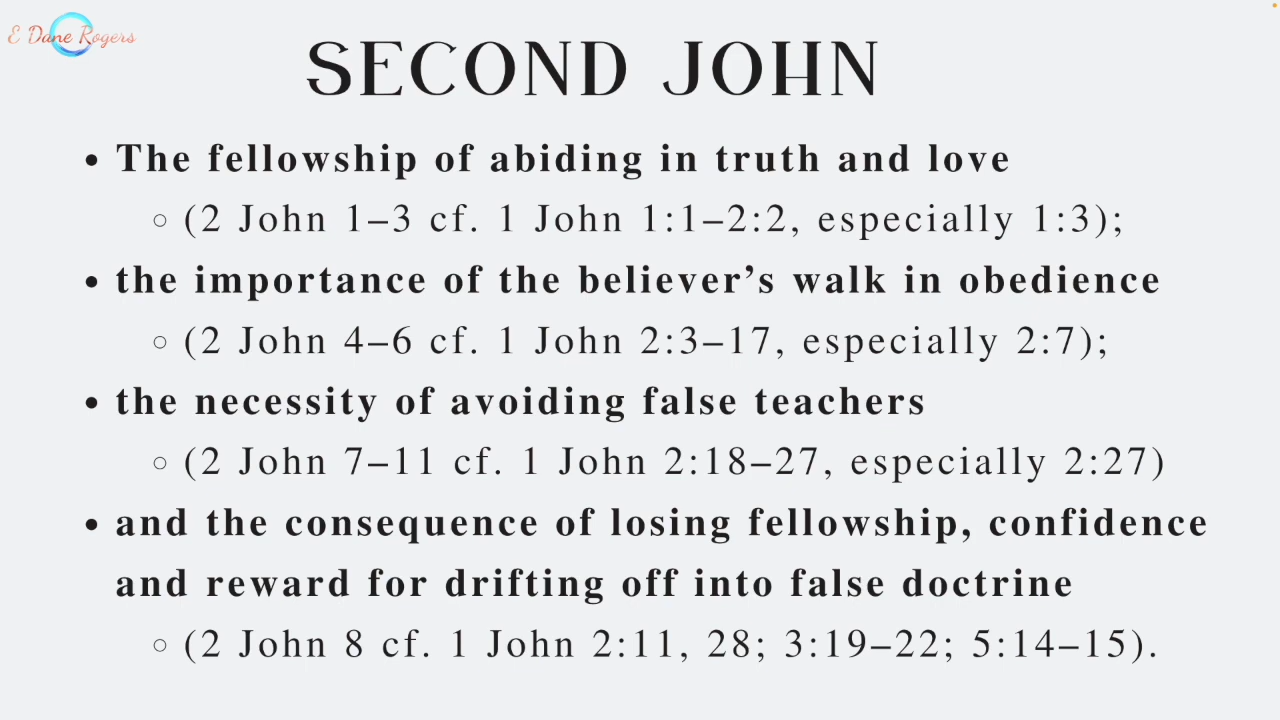 E Dane Rogers
SECOND JOHN
• The fellowship of abiding in truth and love
○ (2 John 1–3 cf. 1 John 1:1–2:2, especially 1:3);
• the importance of the believer’s walk in obedience
○ (2 John 4–6 cf. 1 John 2:3–17, especially 2:7);
• the necessity of avoiding false teachers
○ (2 John 7–11 cf. 1 John 2:18–27, especially 2:27)
• and the consequence of losing fellowship, confidence
and reward for drifting off into false doctrine
○ (2 John 8 cf. 1 John 2:11, 28; 3:19–22; 5:14–15).